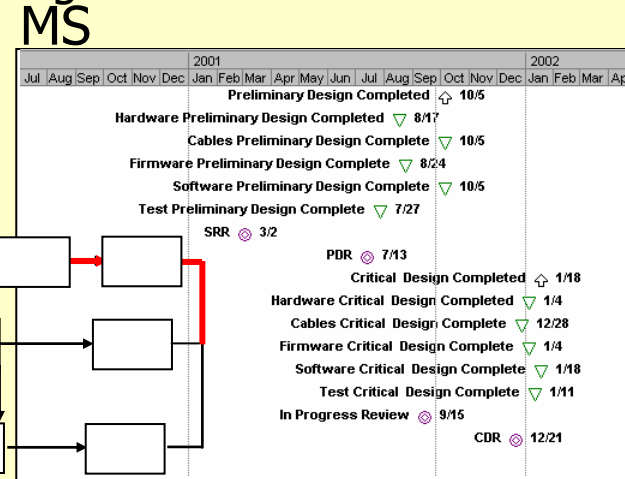 MS
2001 2002
Jul Aug Sep Oct Nov Dec Jan Feb Mar Apr May Jun Jul Aug Sep Oct Nov Dec Jan Feb Mar
Preliminary Design Completed 10/5
Hardware Preliminary Design Completed 8/17
Cables Preliminary Design Complete 10/5
Firmware Preliminary Design Complete 8/24
Software Preliminary Design Complete 10/5
Test Preliminary Design Complete 7/27
SRR 3/2
PDR 7/13
Critical Design Completed 1/18
Hardware Critical Design Completed 1/4
Cables Critical Design Complete 12/28
Firmware Critical Design Complete 1/4
Software Critical Design Complete 1/18
Test Critical Design Complete 1/11
In Progress Review 9/15
CDR 12/21